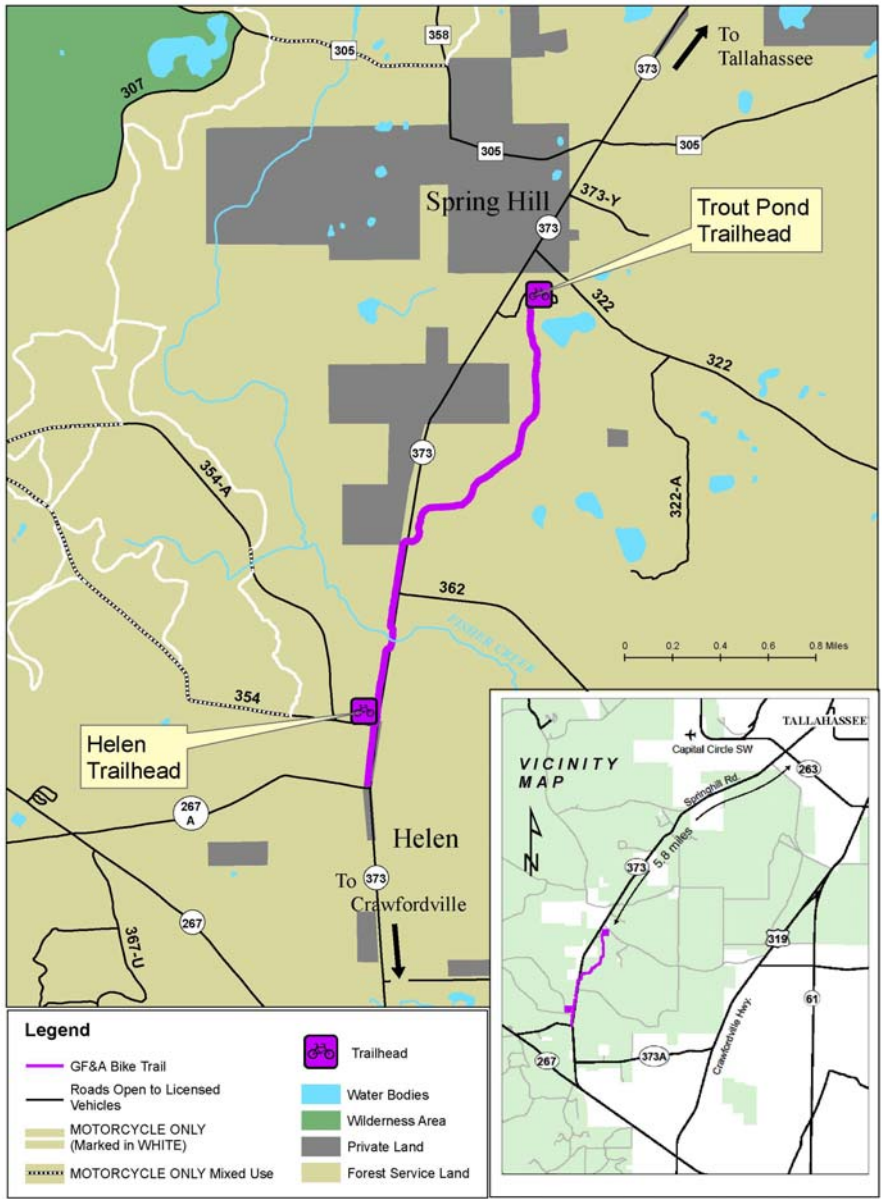 To
Tallahassee
358
305
373
307
305
305
Spring Hill
373-Y
373
Trout Pond
Trailhead
322
322
373
354-A
322-A
362
FISHER CREEK
0 0.2 0.4 0.8 Miles
354
Helen
Trailhead
267
A
Helen
373
To
Crawfordville
267
367-U
VICINITY
MAP
N
TALLAHASSEE
Capital Circle SW
263
Springhill Rd.
373
5.8 miles
319
61
Crawfordville Hwy.
373A
267
Legend
GF&A Bike Trail
Roads Open to Licensed
Vehicles
MOTORCYCLE ONLY
(Marked in WHITE)
MOTORCYCLE ONLY Mixed Use
Trailhead
Water Bodies
Wilderness Area
Private Land
Forest Service Land